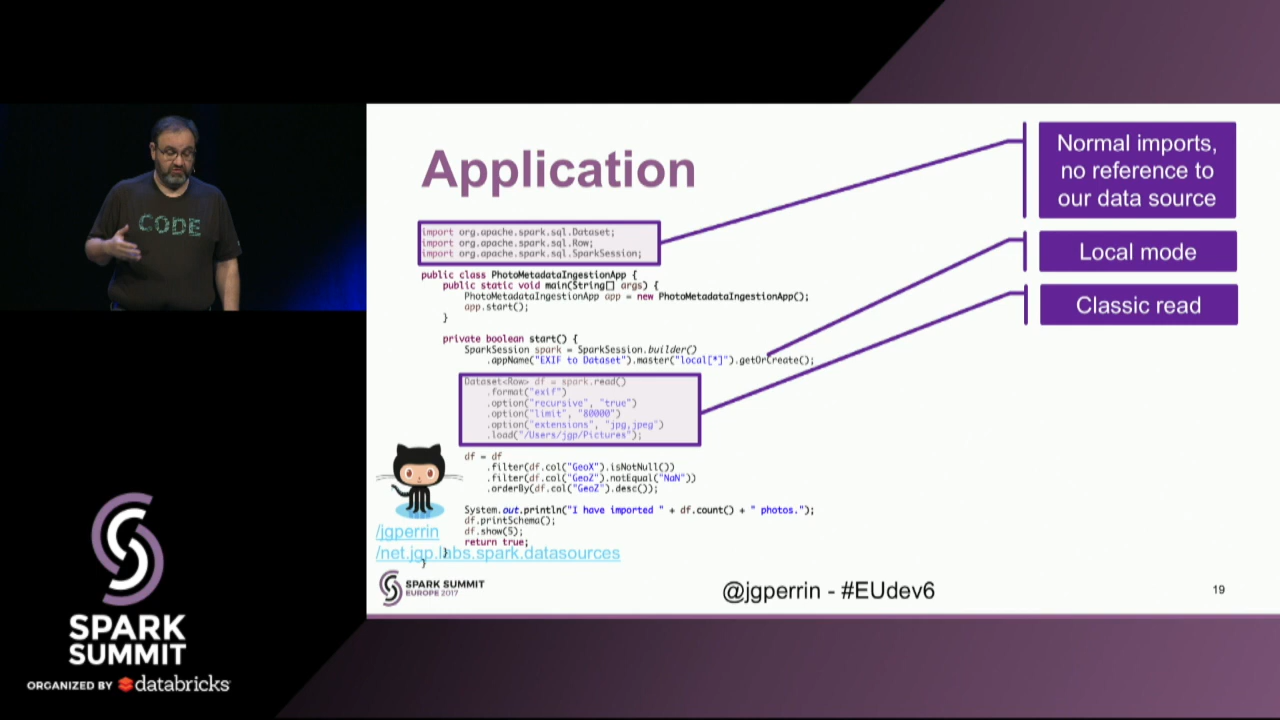 CODE
Application
import org.apache.spark.sql.Dataset;
import org.apache.spark.sql.Row;
import org.apache.spark.sql.SparkSession;
public class PhotoMetadataIngestionApp {
public static void main(String[] args) {
PhotoMetadataIngestionApp app = new PhotoMetadataIngestionApp();
app.start();
}
private boolean start() {
SparkSession spark = SparkSession.builder()
.appName("EXIF to Dataset").master("local[*]").getOrCreate();
Dataset<Row> df = spark.read()
.format("exif")
.option("recursive", "true")
.option("limit", "80000")
.option("extensions", "jpg,jpeg")
.load("/Users/jgp/Pictures");
df = df
.filter(df.col("GeoX").isNotNull())
.filter(df.col("GeoZ").notEqual("NaN"))
.orderBy(df.col("GeoZ").desc());
System.out.println("I have imported " + df.count() + " photos.");
df.printSchema();
df.show(5);
return true;
}
}
Normal imports,
no reference to
our data source
Local mode
Classic read
/jgperrin
/net.jgp.labs.spark.datasources
SPARK SUMMIT
EUROPE 2017
@jgperrin - #EUdev6
19
SPARK
SUMMIT
ORGANIZED BY databricks